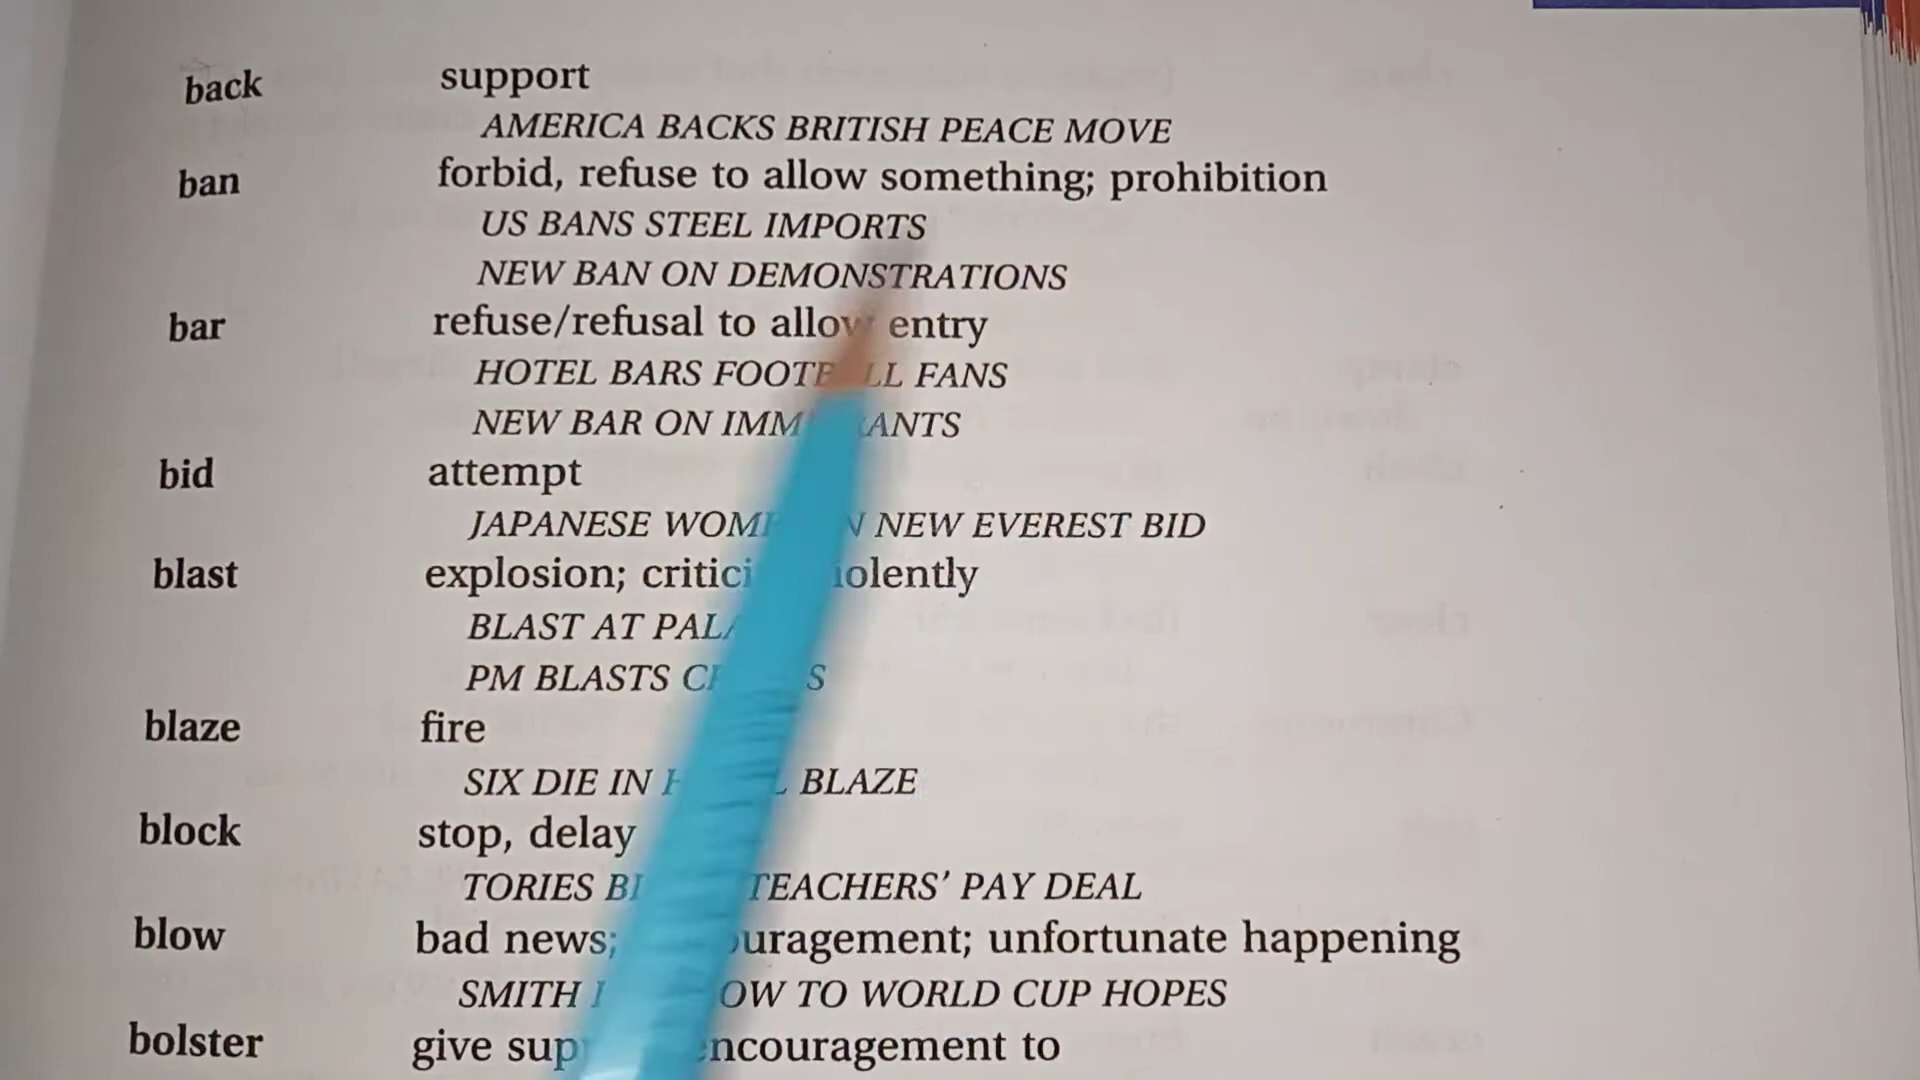 back support
AMERICA BACKS BRITISH PEACE MOVE
ban forbid, refuse to allow something; prohibition
US BANS STEEL IMPORTS
NEW BAN ON DEMONSTRATIONS
bar refuse/refusal to allow entry
HOTEL BARS FOOTBALL FANS
NEW BAR ON
bid attempt
JAPANESE NEW EVEREST BID
blast explosion;
BLAST AT
PM BLASTS
blaze fire
SIX DIE IN BLAZE
block stop, delay
TORIES TEACHERS' PAY DEAL
blow bad news; unfortunate happening
SMITH TO WORLD CUP HOPES
bolster give to